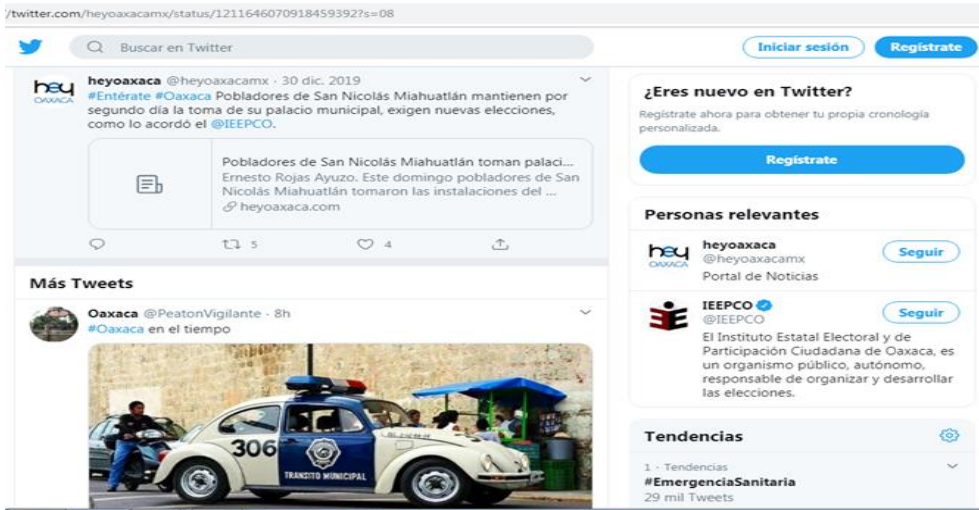 /twitter.com/heyoaxacamx/status/1211646070918459392?s=08
Buscar en Twitter
Iniciar sesión
Regístrate
hey
OAXACA
heyoaxaca @heyoaxacamx · 30 dic. 2019
#Entérate #Oaxaca Pobladores de San Nicolás Miahuatlán mantienen por
segundo día la toma de su palacio municipal, exigen nuevas elecciones,
como lo acordó el @IEEPCO.
Pobladores de San Nicolás Miahuatlán toman palaci...
Ernesto Rojas Ayuzo. Este domingo pobladores de San
Nicolás Miahuatlán tomaron las instalaciones del ...
heyoaxaca.com
5
4
Más Tweets
Oaxaca @PeatonVigilante · 8h
#Oaxaca en el tiempo
306
TRANSITO MUNICIPAL
¿Eres nuevo en Twitter?
Regístrate ahora para obtener tu propia cronología
personalizada.
Regístrate
Personas relevantes
hey
OAXACA
heyoaxaca
@heyoaxacamx
Seguir
Portal de Noticias
IEEPCO
@IEEPCO
Seguir
El Instituto Estatal Electoral y de
Participación Ciudadana de Oaxaca, es
un organismo público, autónomo,
responsable de organizar y desarrollar
las elecciones.
Tendencias
1 · Tendencias
#EmergenciaSanitaria
29 mil Tweets